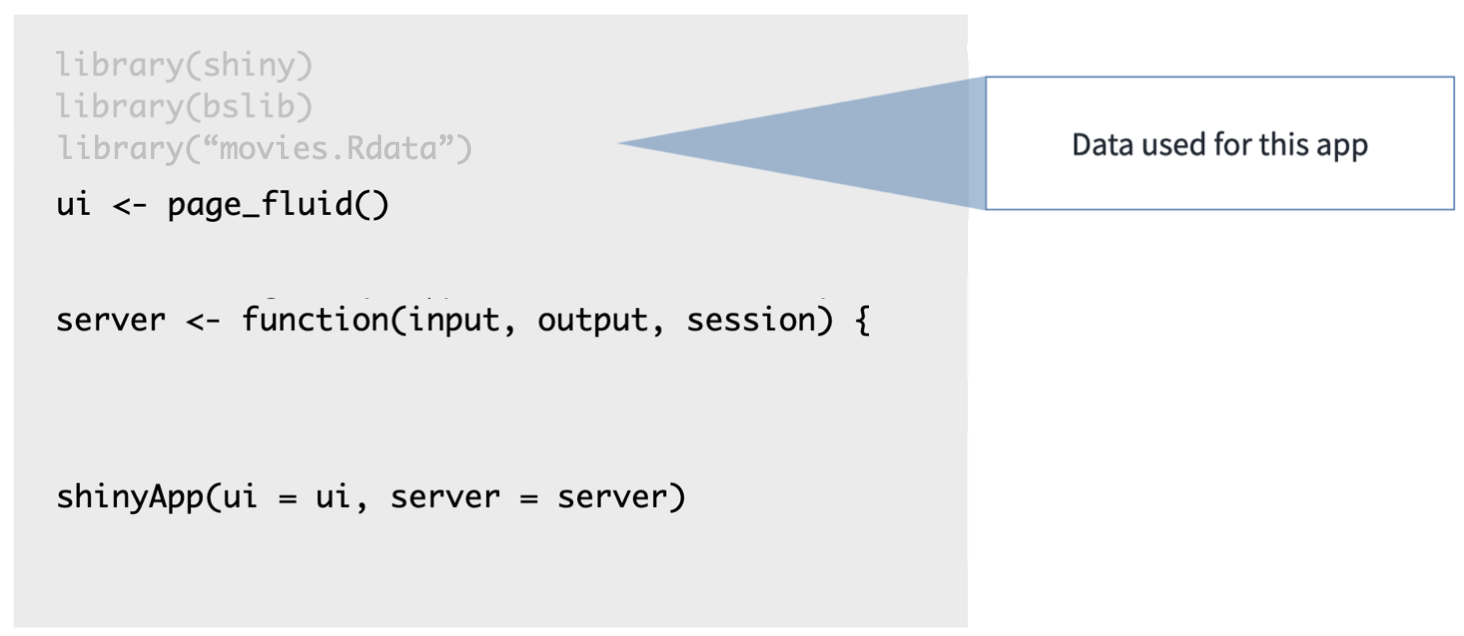 library(shiny)
library(bslib)
library(“movies.Rdata”)
Data used for this app
ui <- page_fluid()
server <- function(input, output, session) {
shinyApp(ui = ui, server = server)